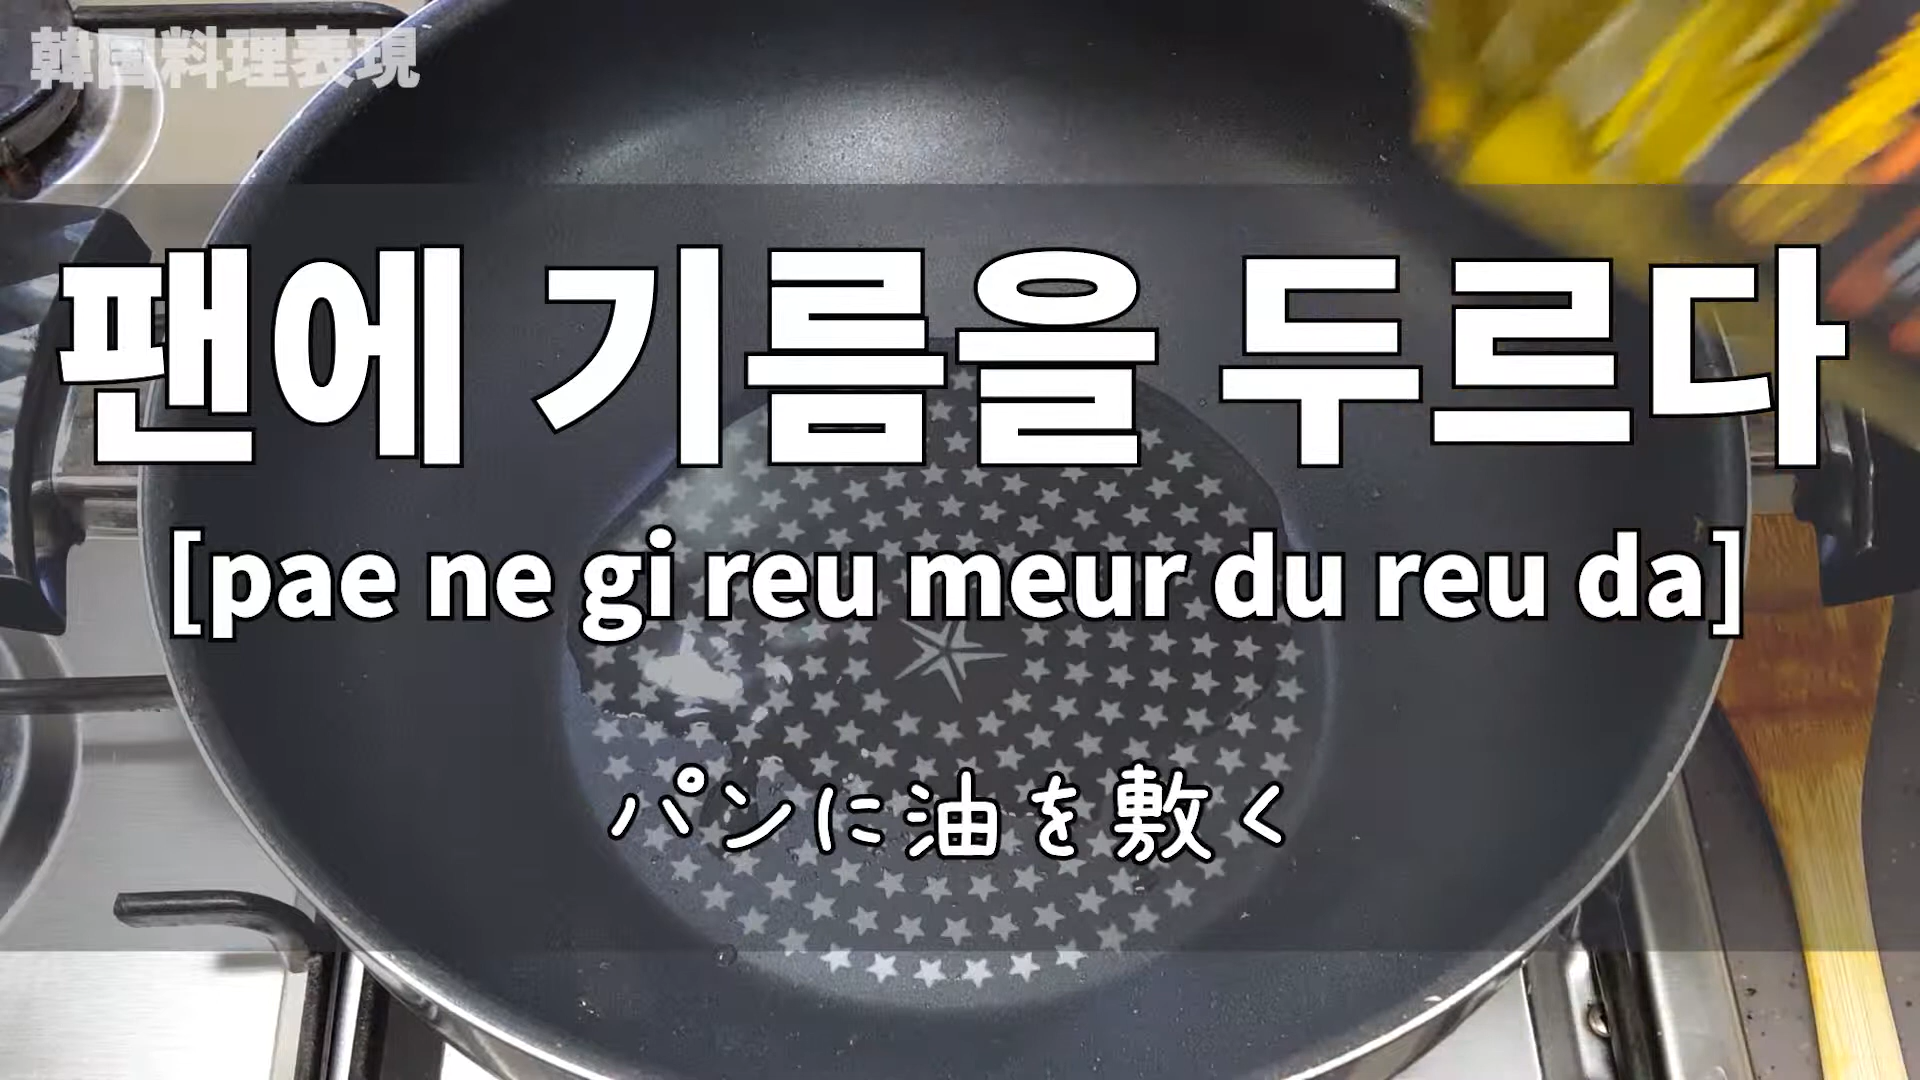 韓国料理表現
팬에 기름을 두르다
[pae ne gi reu meur du reu da]
パンに油を敷く